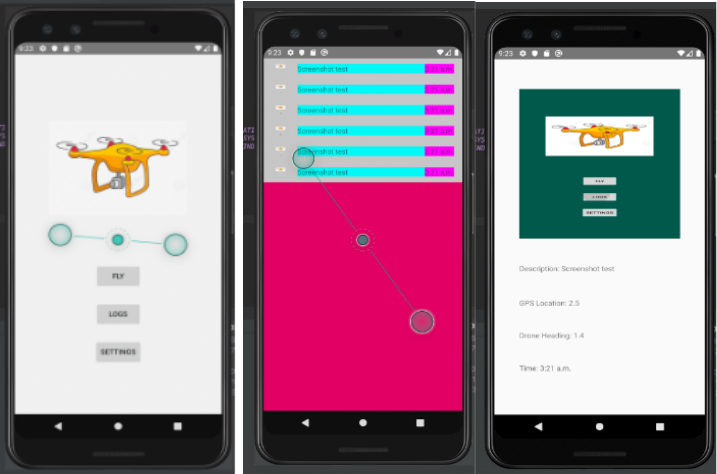 9:23
FLY
LOGS
SETTINGS
9:23
Screenshot test 3:21 a.m.
Screenshot test 3:21 a.m.
Screenshot test 3:21 a.m.
Screenshot test 3:21 a.m.
Screenshot test 3:21 a.m.
Screenshot test 3:21 a.m.
9:23
FLY
LOGS
SETTINGS
Description: Screenshot test
GPS Location: 2.5
Drone Heading: 1.4
Time: 3:21 a.m.